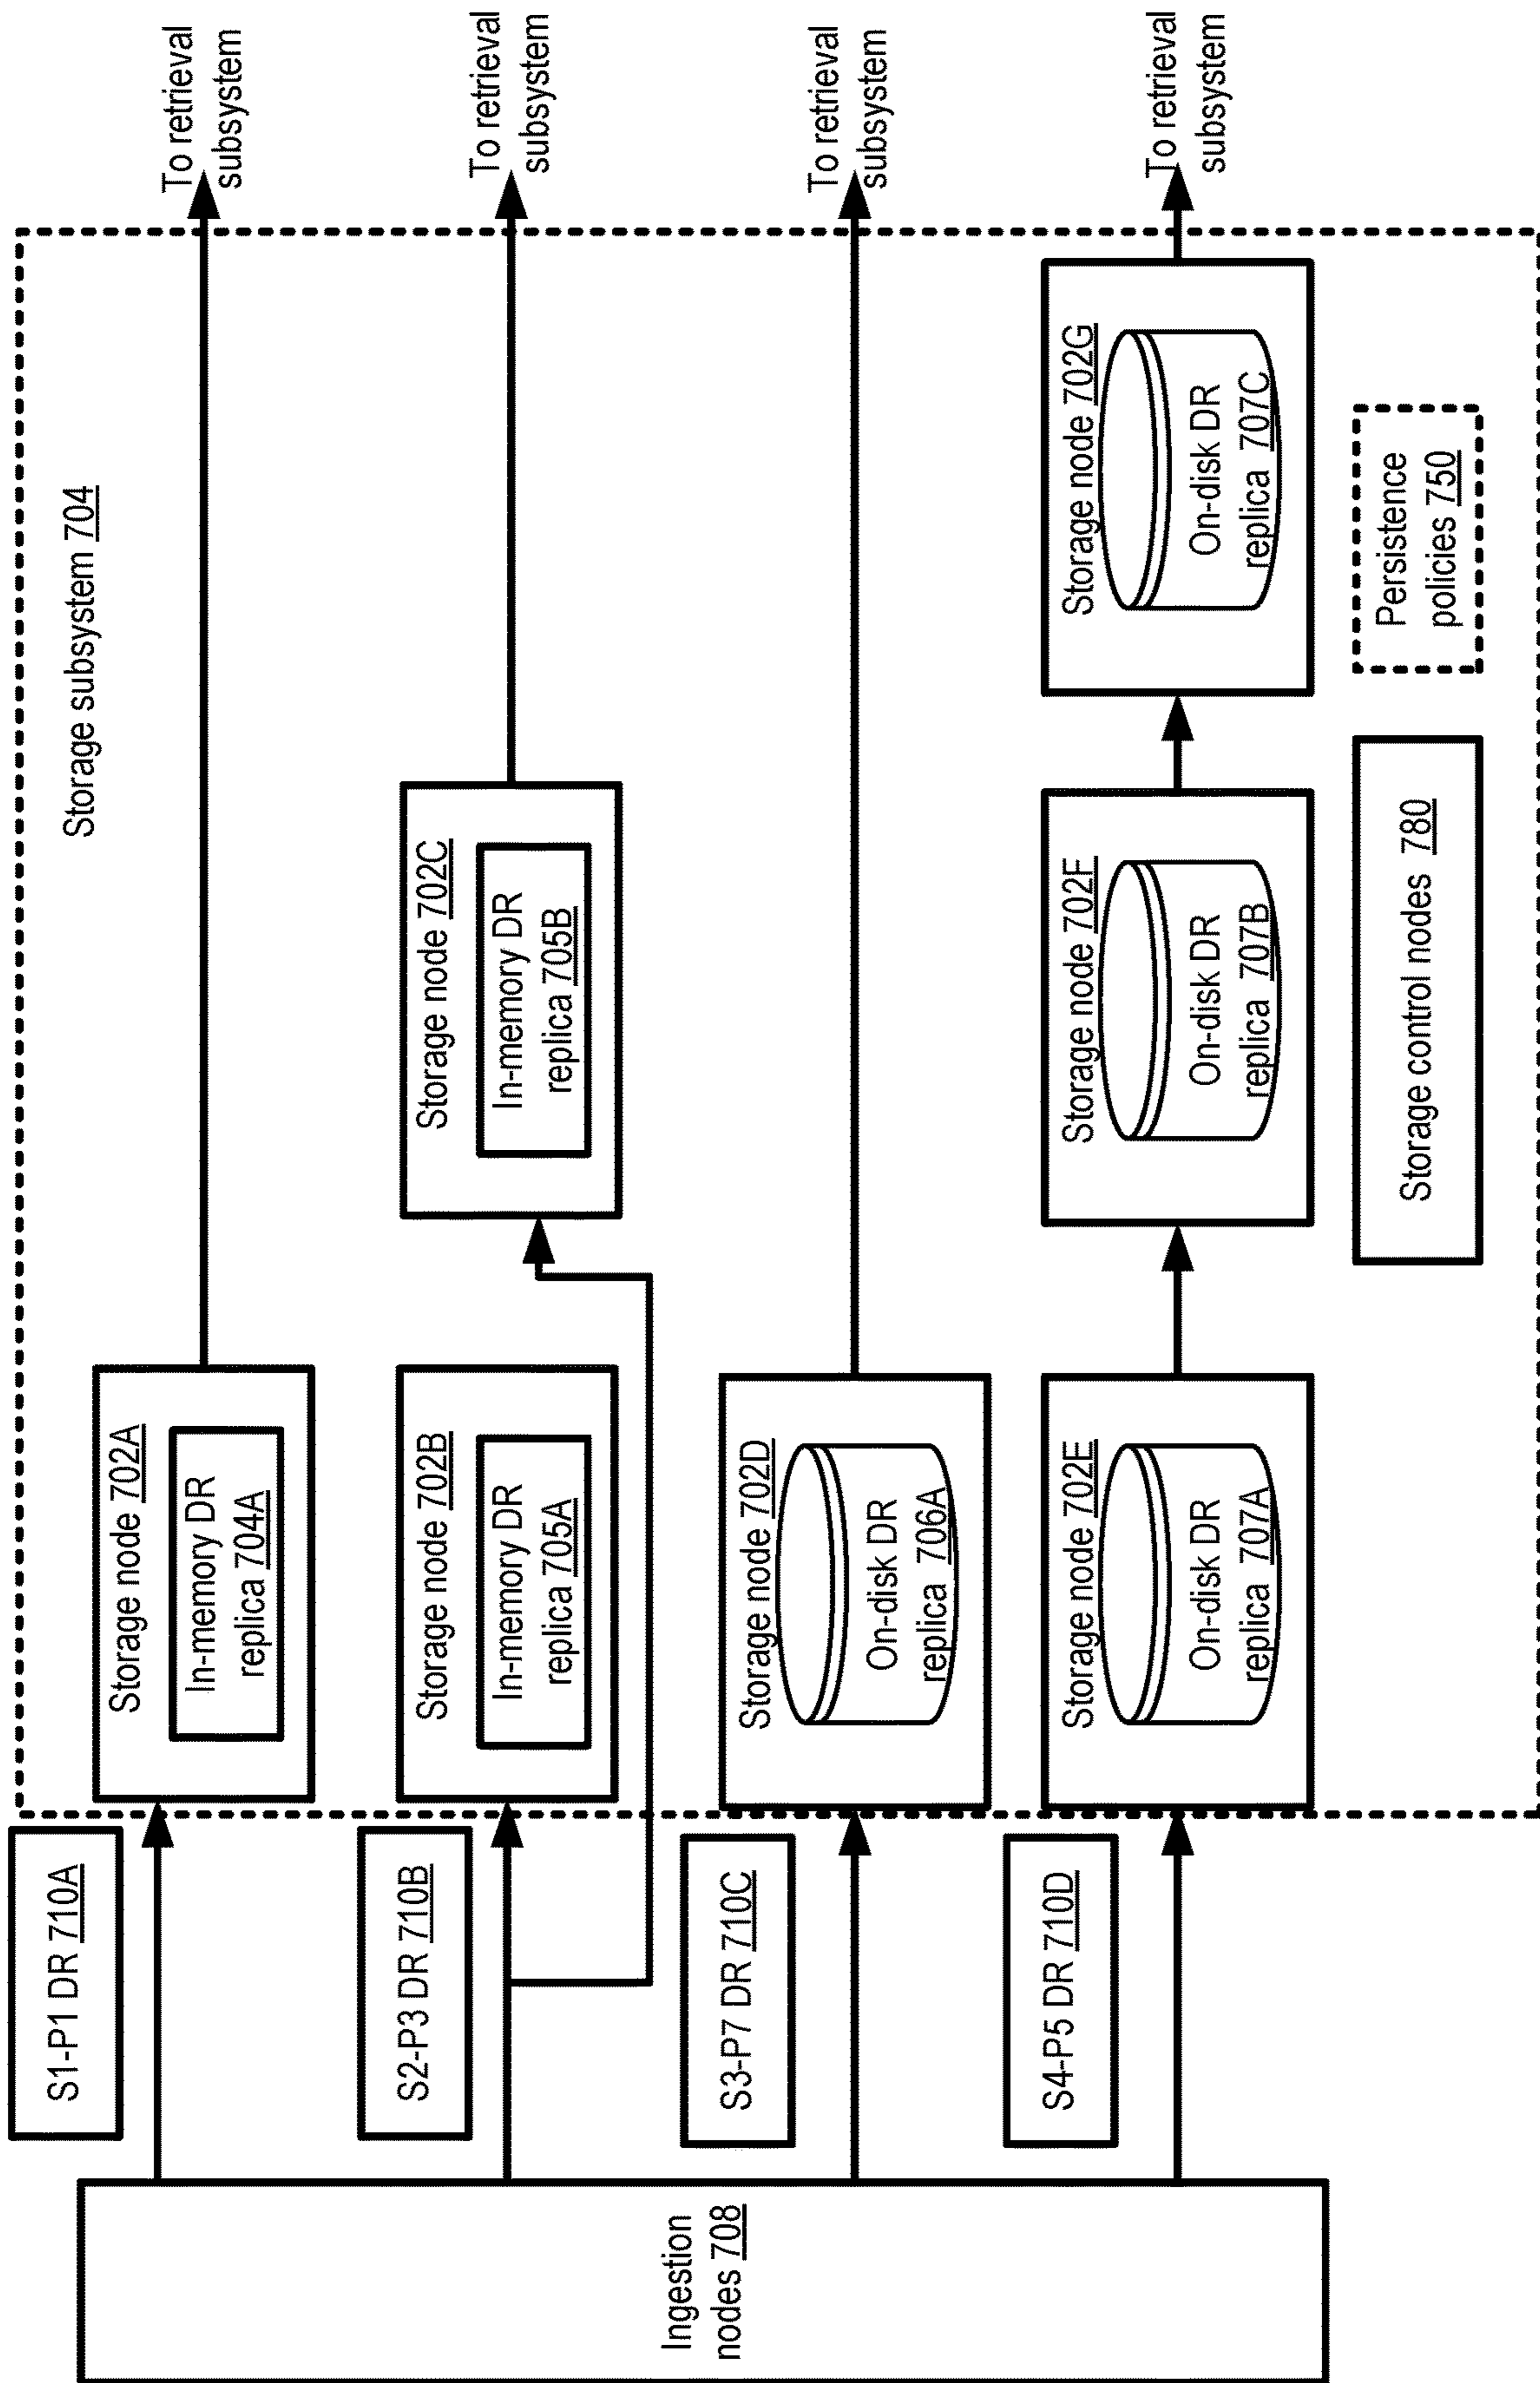 Storage subsystem 704
S1-P1 DR 710A
Storage node 702A
In-memory DR
replica 704A
To retrieval
subsystem
S2-P3 DR 710B
Storage node 702B
In-memory DR
replica 705A
Storage node 702C
In-memory DR
replica 705B
To retrieval
subsystem
Ingestion
nodes 708
S3-P7 DR 710C
Storage node 702D
On-disk DR
replica 706A
To retrieval
subsystem
S4-P5 DR 710D
Storage node 702E
On-disk DR
replica 707A
Storage node 702F
On-disk DR
replica 707B
Storage node 702G
On-disk DR
replica 707C
To retrieval
subsystem
Storage control nodes 780
Persistence
policies 750